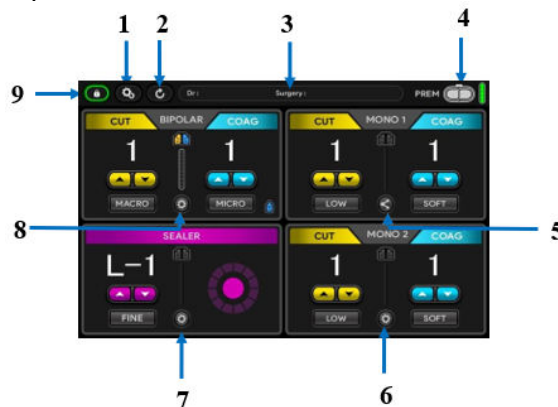 1 2 3 4
9 Dr: Surgery: PREM
CUT BIPOLAR COAG CUT MONO 1 COAG
1 1 1 1
MACRO MICRO LOW SOFT
8 5
SEALER CUT MONO 2 COAG
L-1 1 1
FINE LOW SOFT
7 6